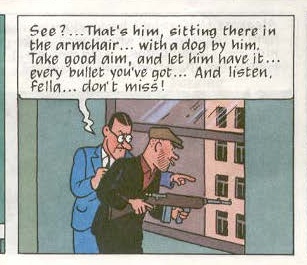 See?...That's him, sitting there in
the armchair... with a dog by him.
Take good aim, and let him have it...
every bullet you've got... And listen,
fella... don't miss!